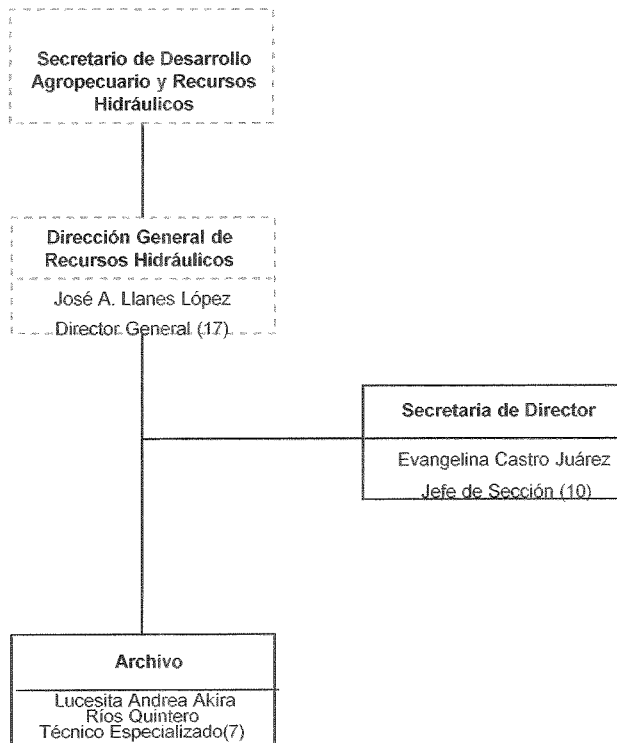 Secretario de Desarrollo
Agropecuario y Recursos
Hidráulicos
Dirección General de
Recursos Hidráulicos
José A. Llanes López
Director General (17)
Secretaria de Director
Evangelina Castro Juárez
Jefe de Sección (10)
Archivo
Lucesita Andrea Akira
Ríos Quintero
Técnico Especializado(7)